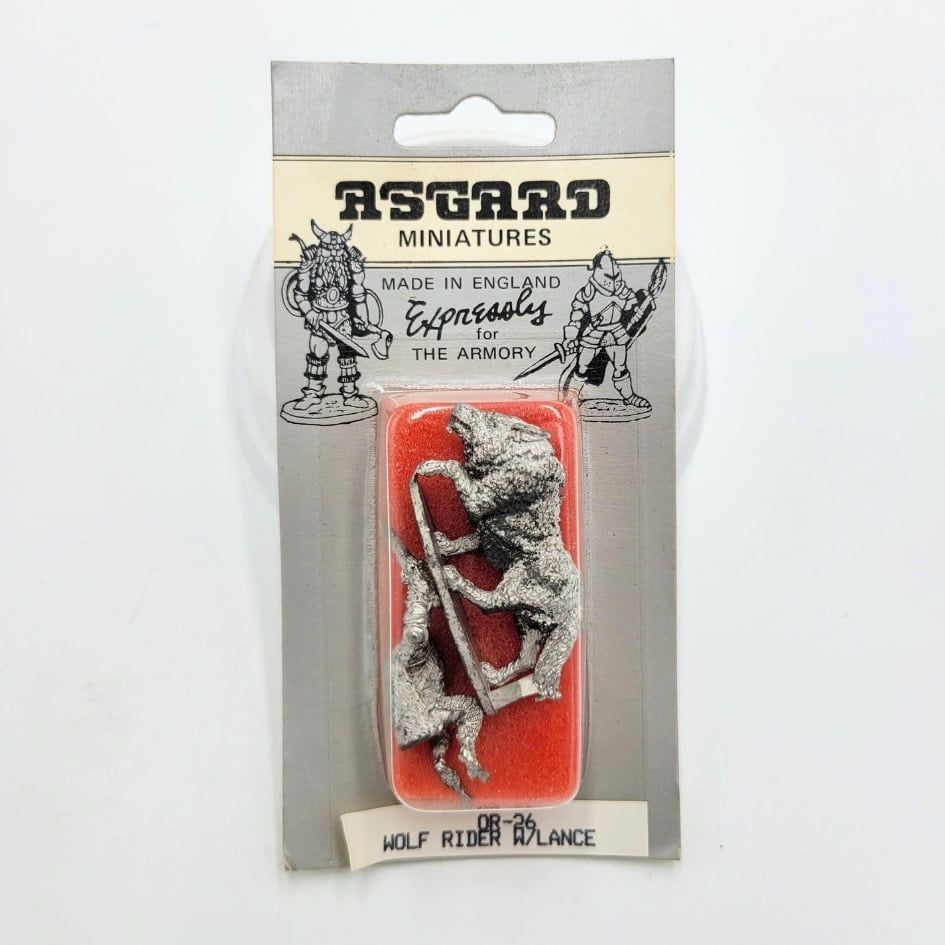 ASGARD
MINIATURES
MADE IN ENGLAND
Expressly
for
THE ARMORY
OR-26
WOLF RIDER W/LANCE